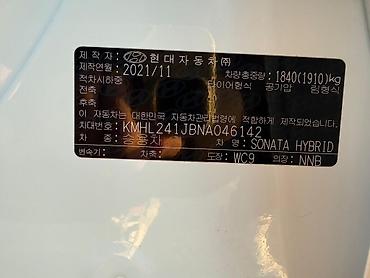 제 작 자: 현대자동차㈜
제작연월: 2021/11 차량총중량: 1840(1910)kg
적차시하중 타이어형식 공기압 림형식
전축
후축
이 자동차는 대한민국 자동차관리법령에 적합하게 제작되었습니다.
차대번호: KMHL241JBNA046142
차 종: 승용차 차 명: SONATA HYBRID
변속기: 차축: 도장: WC9 의장: NNB